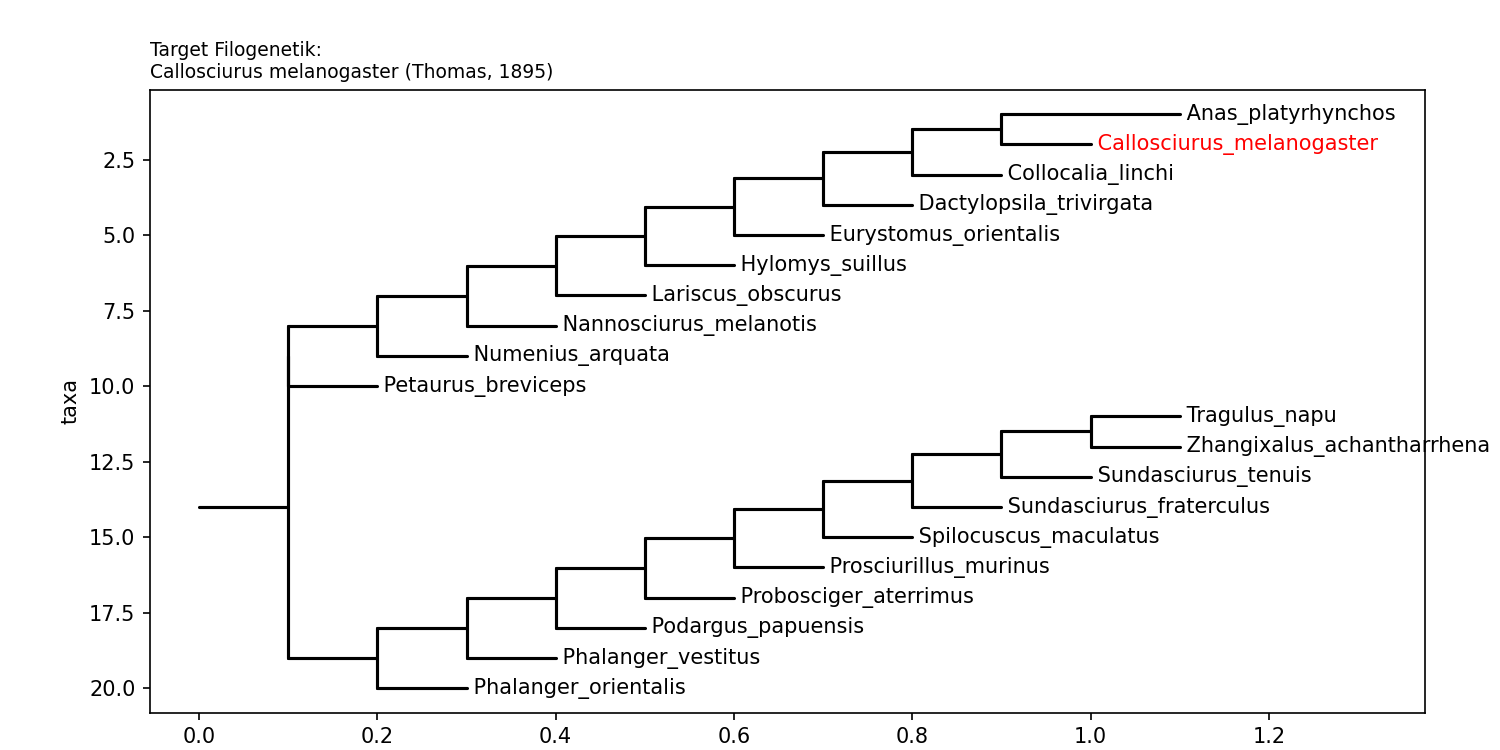 Target Filogenetik:
Callosciurus melanogaster (Thomas, 1895)
Anas_platyrhynchos
Callosciurus_melanogaster
Collocalia_linchi
Dactylopsila_trivirgata
Eurystomus_orientalis
Hylomys_suillus
Lariscus_obscurus
Nannosciurus_melanotis
Numenius_arquata
Petaurus_breviceps
Tragulus_napu
Zhangixalus_achantharrhena
Sundasciurus_tenuis
Sundasciurus_fraterculus
Spilocuscus_maculatus
Prosciurillus_murinus
Probosciger_aterrimus
Podargus_papuensis
Phalanger_vestitus
Phalanger_orientalis
taxa
2.5
5.0
7.5
10.0
12.5
15.0
17.5
20.0
0.0 0.2 0.4 0.6 0.8 1.0 1.2